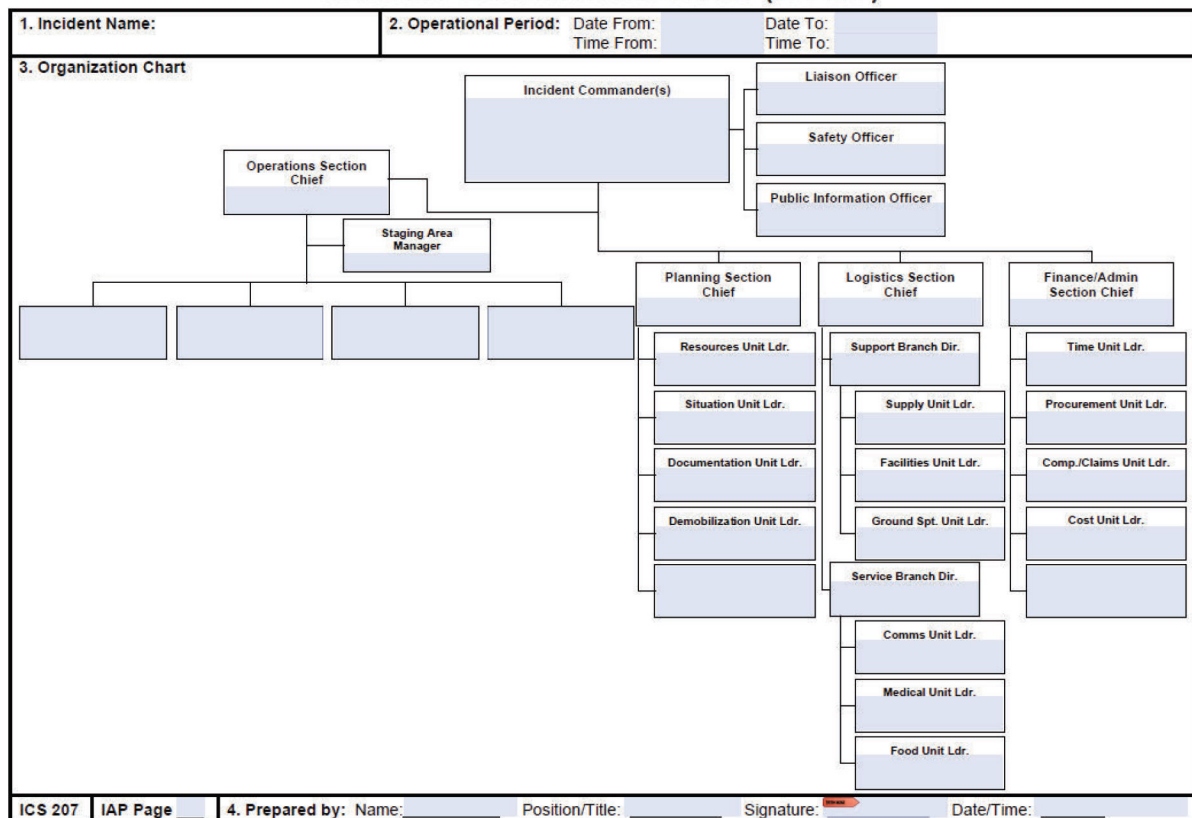 1. Incident Name:
2. Operational Period: Date From: Date To:
Time From: Time To:
3. Organization Chart
Incident Commander(s)
Liaison Officer
Safety Officer
Public Information Officer
Operations Section
Chief
Staging Area
Manager
Planning Section
Chief
Resources Unit Ldr.
Situation Unit Ldr.
Documentation Unit Ldr.
Demobilization Unit Ldr.
Logistics Section
Chief
Support Branch Dir.
Supply Unit Ldr.
Facilities Unit Ldr.
Ground Spt. Unit Ldr.
Service Branch Dir.
Comms Unit Ldr.
Medical Unit Ldr.
Food Unit Ldr.
Finance/Admin
Section Chief
Time Unit Ldr.
Procurement Unit Ldr.
Comp./Claims Unit Ldr.
Cost Unit Ldr.
ICS 207 IAP Page 4. Prepared by: Name: Position/Title: Signature: Date/Time: